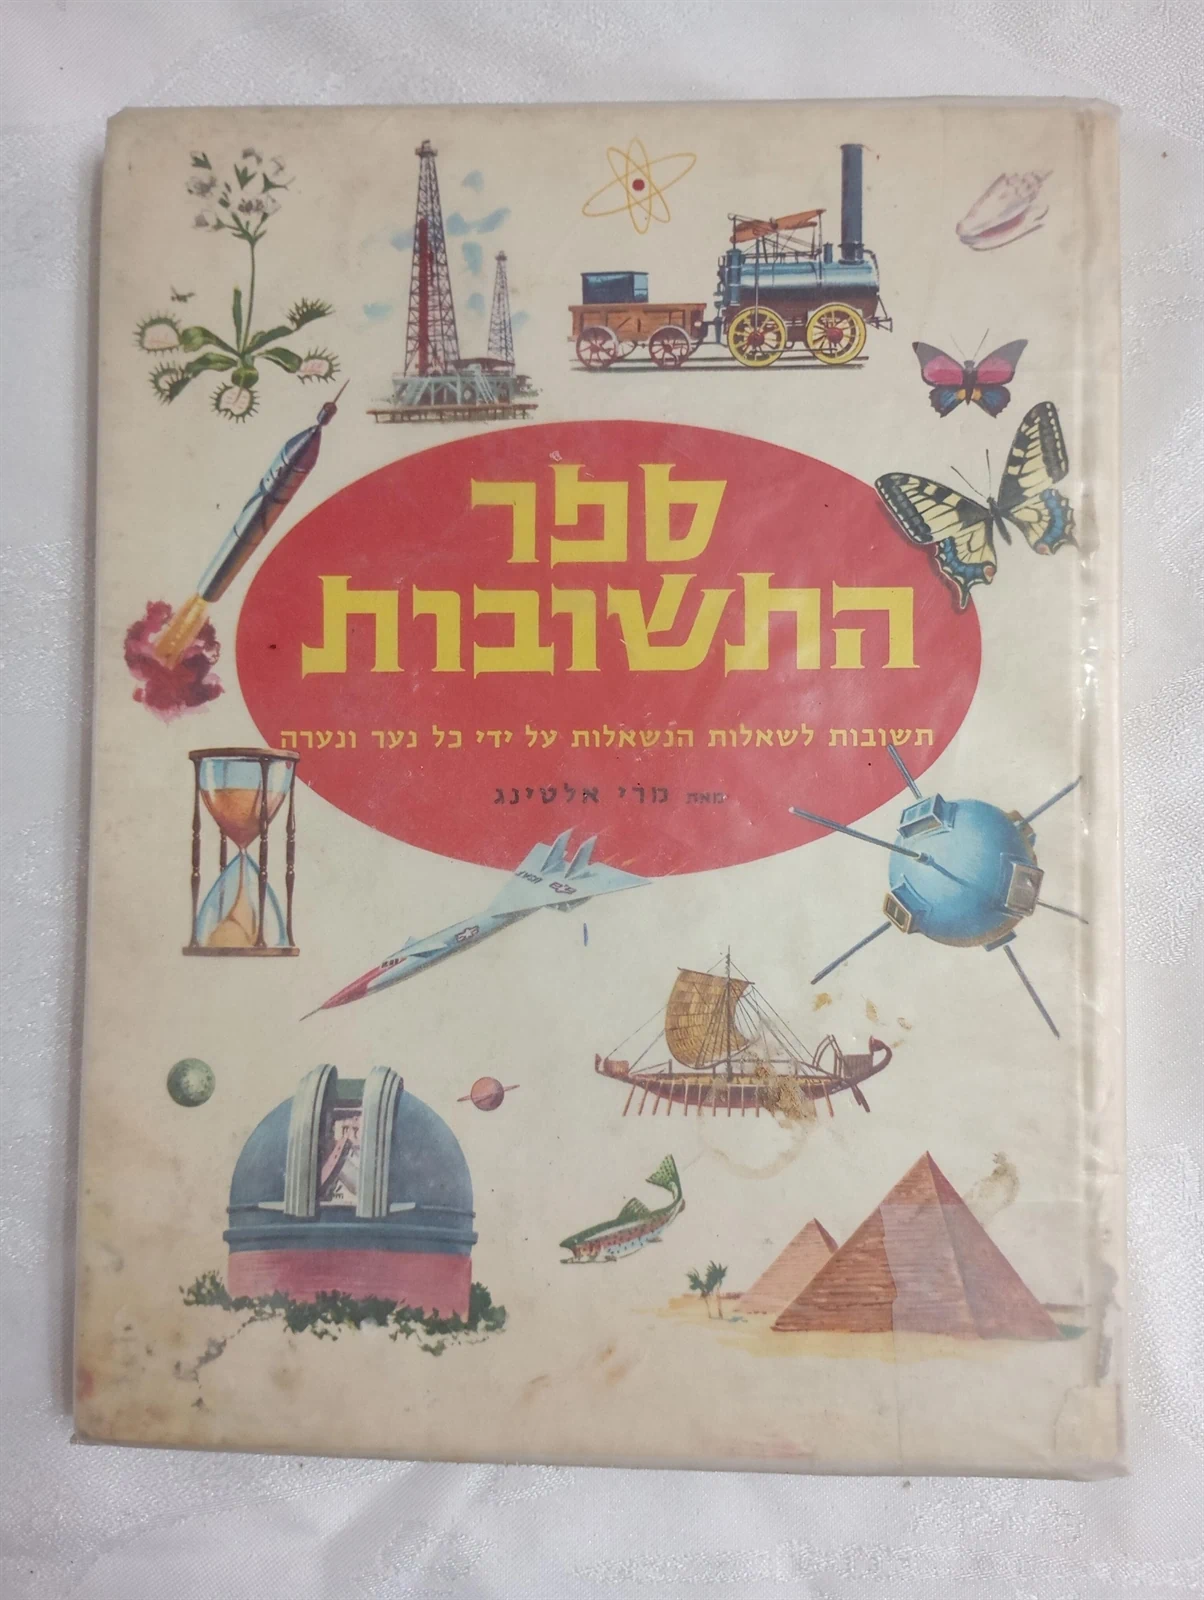 ספר
התשובות
תשובות לשאלות הנשאלות על ידי כל נער ונערה
מאת מרי אלטינג